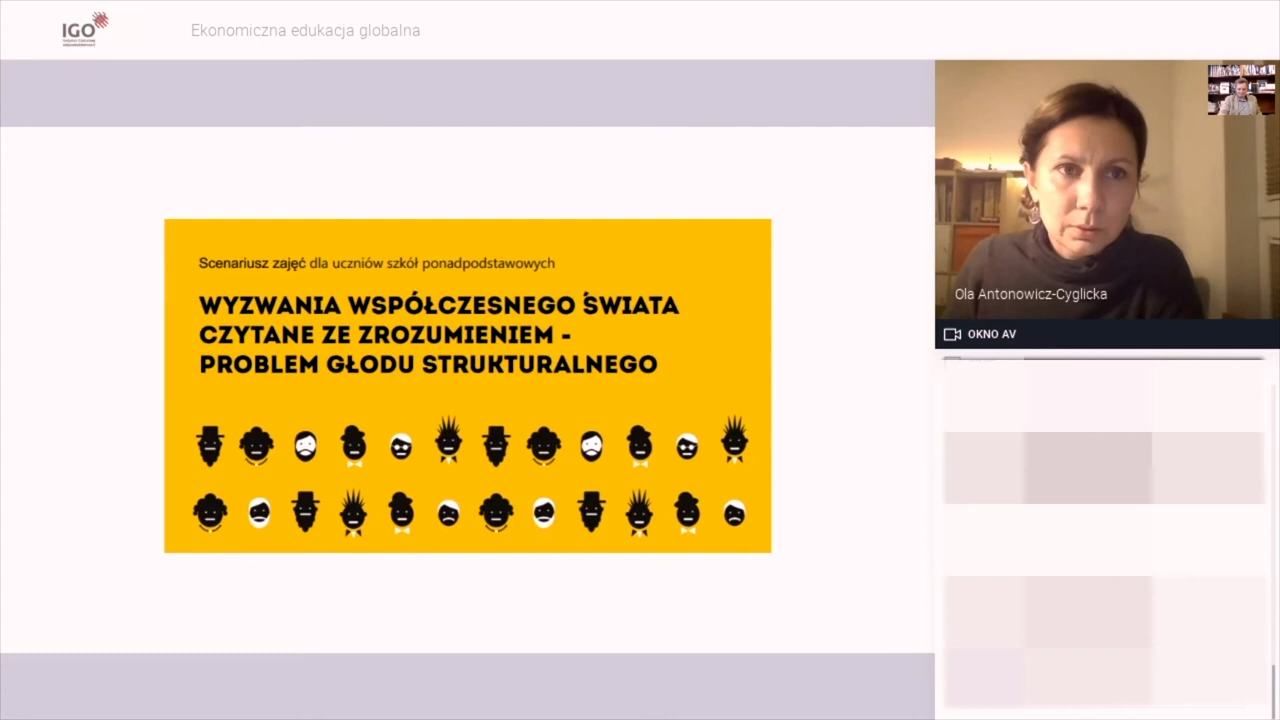 IGO
Ekonomiczna edukacja globalna
Scenariusz zajęć dla uczniów szkół ponadpodstawowych
WYZWANIA WSPÓŁCZESNEGO ŚWIATA
CZYTANE ZE ZROZUMIENIEM -
PROBLEM GŁODU STRUKTURALNEGO
Ola Antonowicz-Cyglicka
OKNO AV